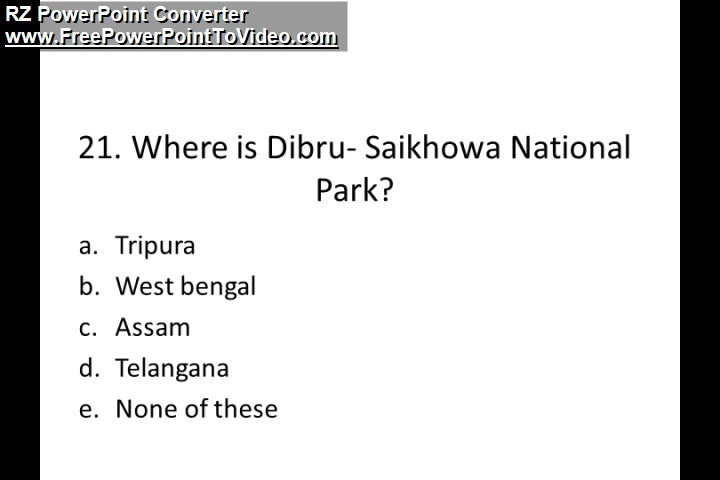 RZ PowerPoint Converter
www.FreePowerPointToVideo.com
21. Where is Dibru- Saikhowa National
Park?
a. Tripura
b. West bengal
c. Assam
d. Telangana
e. None of these